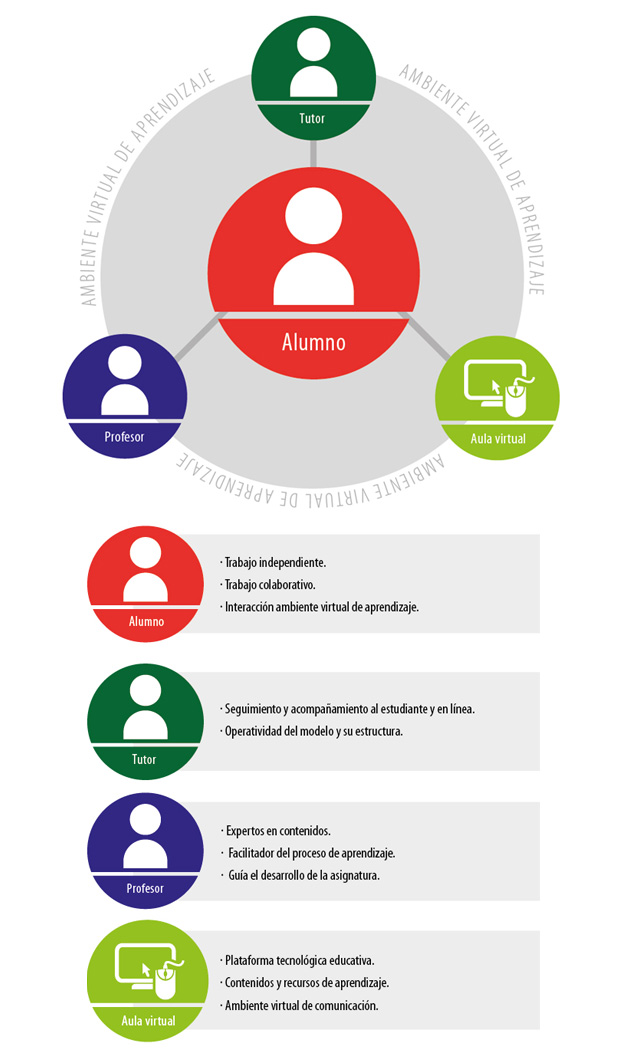 AMBIENTE VIRTUAL DE APRENDIZAJE
AMBIENTE VIRTUAL DE APRENDIZAJE
Tutor
Alumno
Profesor
Aula virtual
AMBIENTE VIRTUAL DE APRENDIZAJE
· Trabajo independiente.
· Trabajo colaborativo.
· Interacción ambiente virtual de aprendizaje.
Alumno
· Seguimiento y acompañamiento al estudiante y en línea.
· Operatividad del modelo y su estructura.
Tutor
· Expertos en contenidos.
· Facilitador del proceso de aprendizaje.
· Guía el desarrollo de la asignatura.
Profesor
· Plataforma tecnológica educativa.
· Contenidos y recursos de aprendizaje.
· Ambiente virtual de comunicación.
Aula virtual